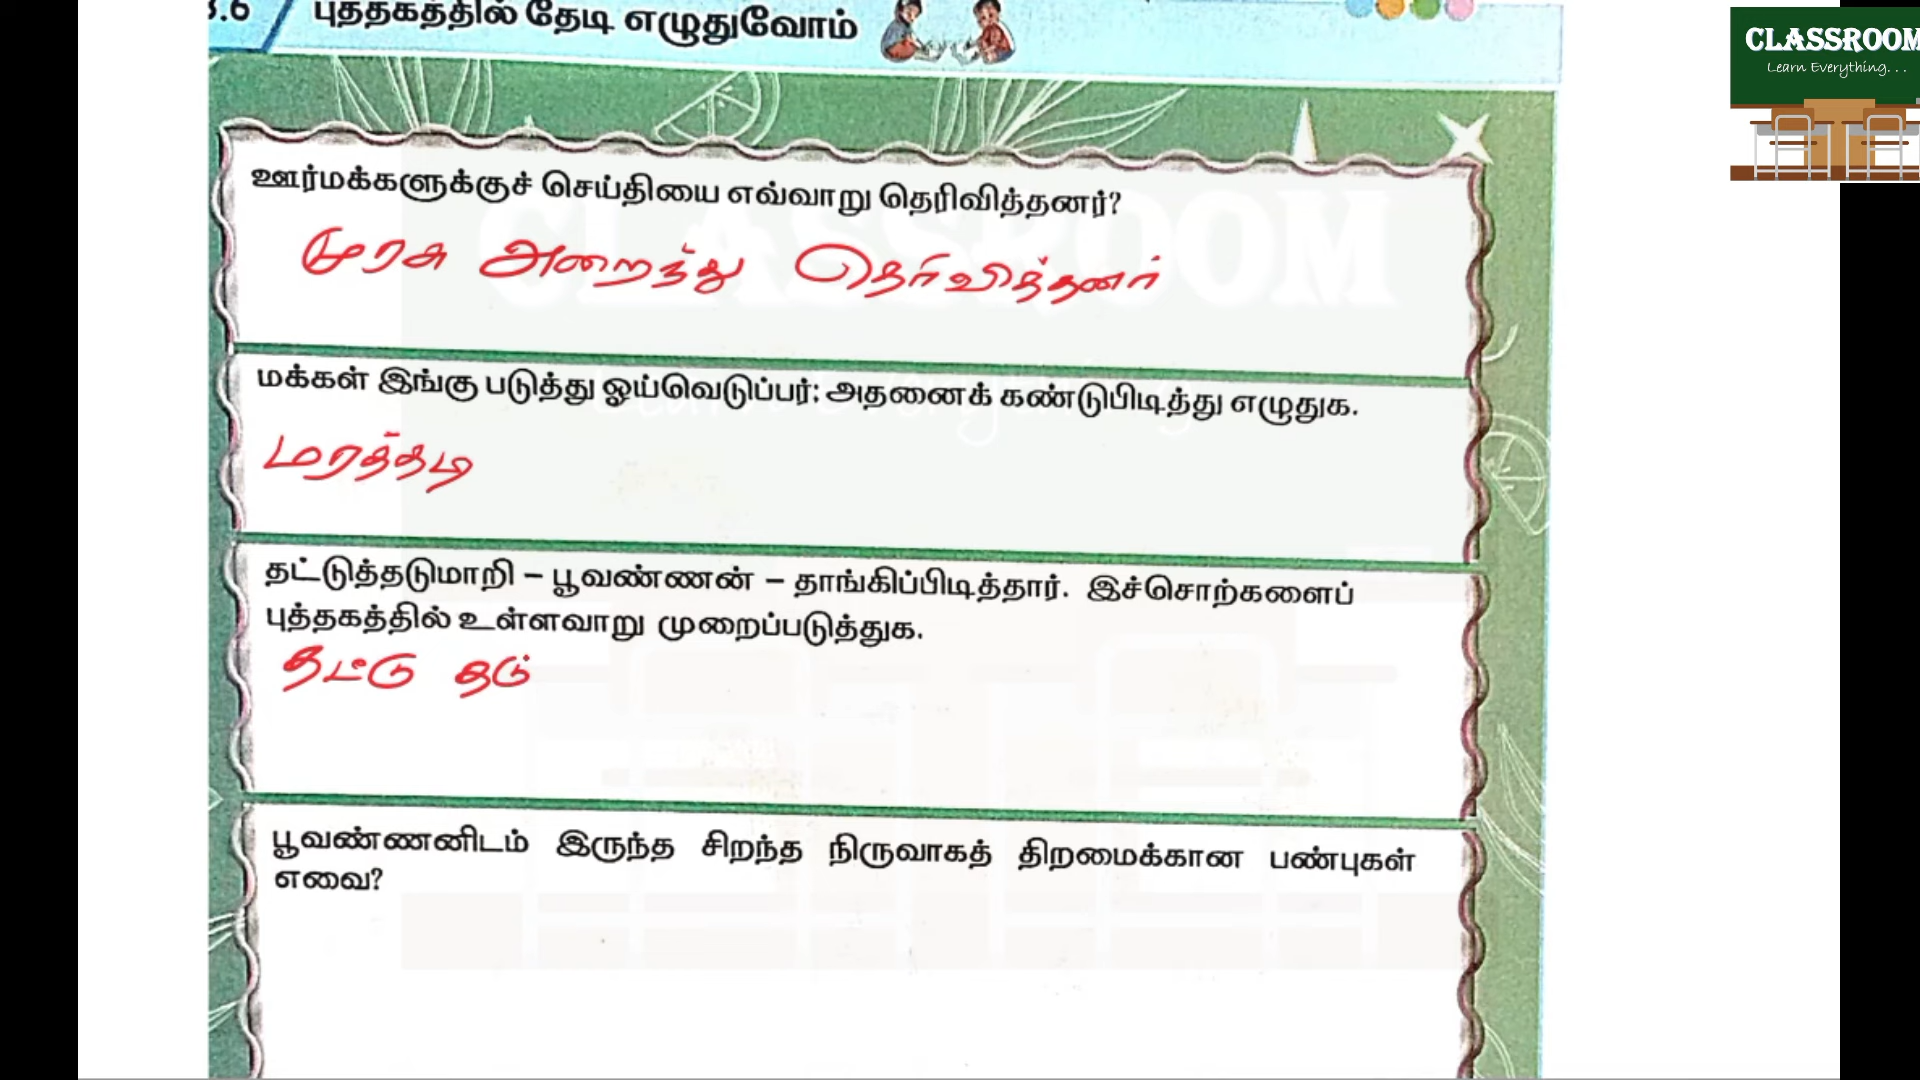 3.6 புத்தகத்தில் தேடி எழுதுவோம்
CLASSROOM
Learn Everything. . .
ஊர்மக்களுக்குச் செய்தியை எவ்வாறு தெரிவித்தனர்?
முரசு அறைந்து தெரிவித்தனர்
மக்கள் இங்கு படுத்து ஓய்வெடுப்பர்; அதனைக் கண்டுபிடித்து எழுதுக.
மரத்தடி
தட்டுத்தடுமாறி – பூவண்ணன் – தாங்கிப்பிடித்தார். இச்சொற்களைப்
புத்தகத்தில் உள்ளவாறு முறைப்படுத்துக.
தட்டு தடு
பூவண்ணனிடம் இருந்த சிறந்த நிருவாகத் திறமைக்கான பண்புகள்
எவை?